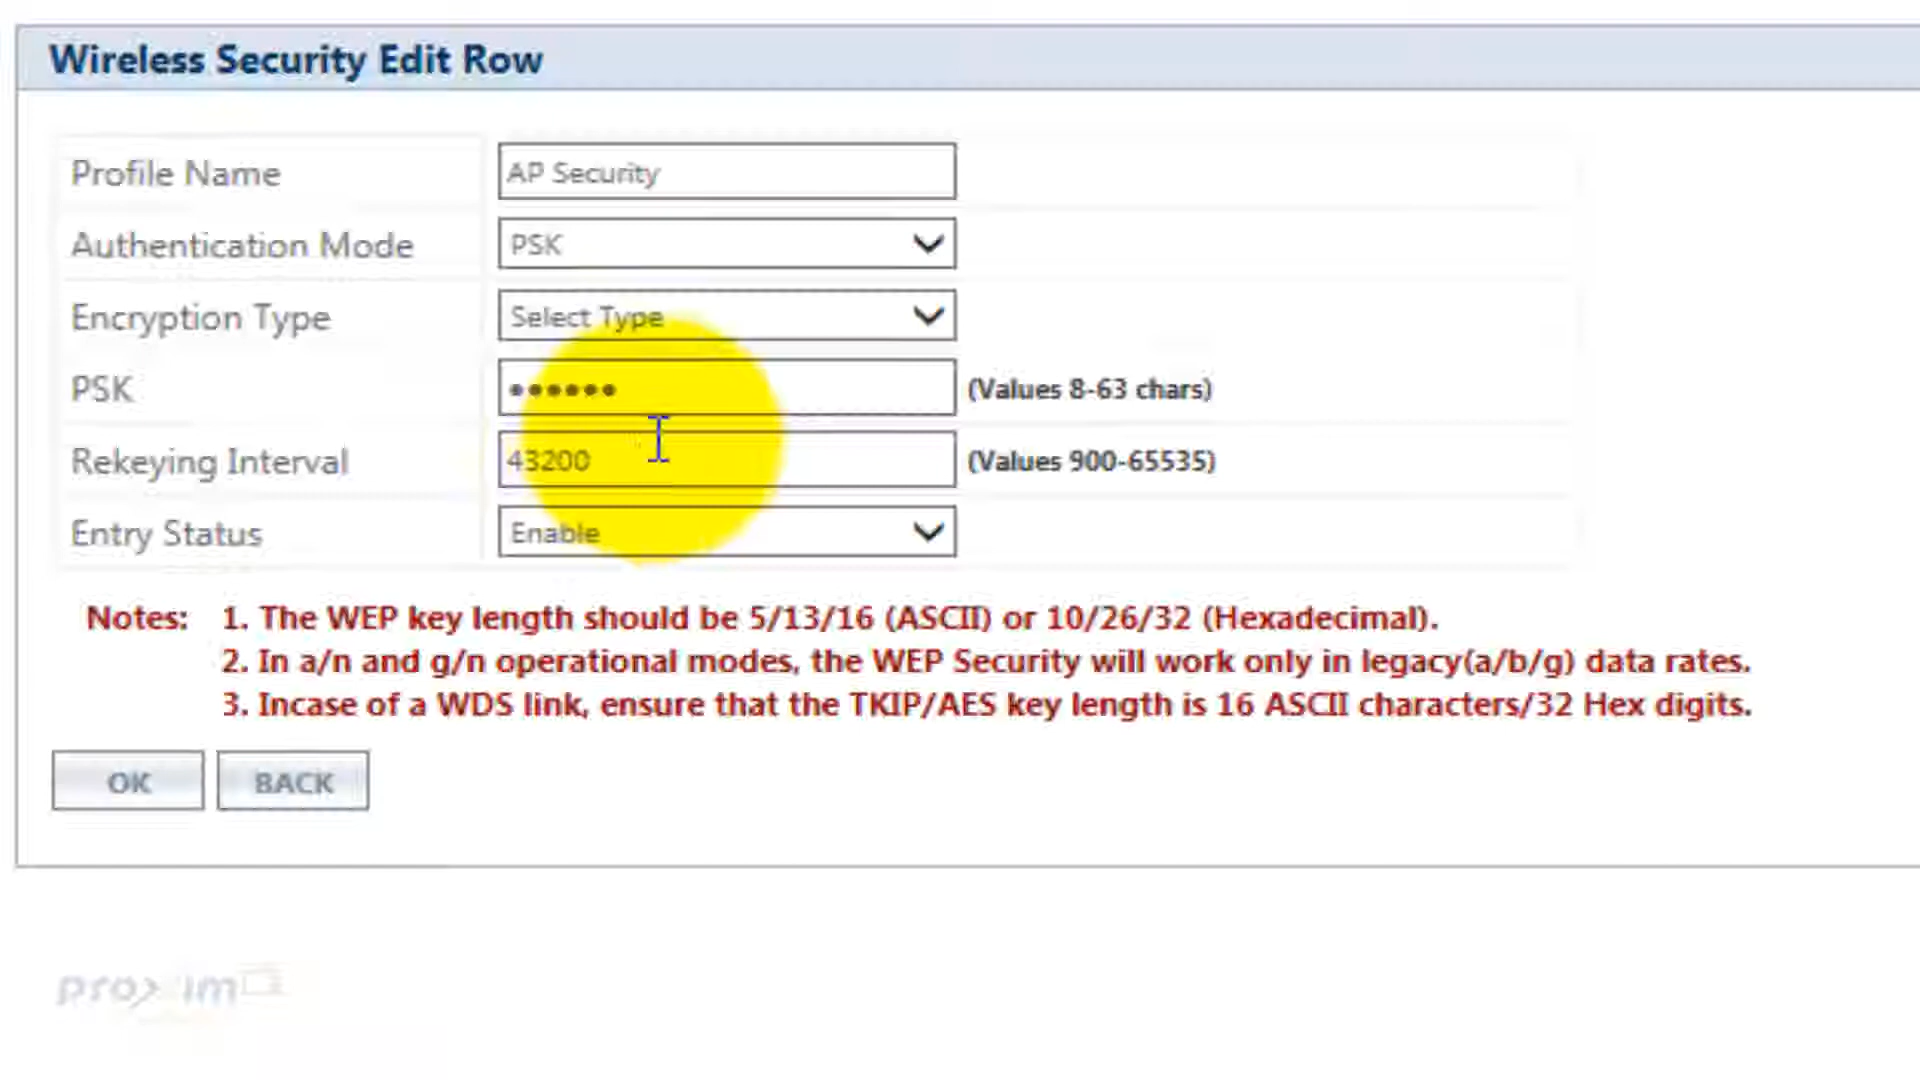 Wireless Security Edit Row
Profile Name AP Security
Authentication Mode PSK
Encryption Type Select Type
PSK •••••• (Values 8-63 chars)
Rekeying Interval 43200 (Values 900-65535)
Entry Status Enable
Notes: 1. The WEP key length should be 5/13/16 (ASCII) or 10/26/32 (Hexadecimal).
2. In a/n and g/n operational modes, the WEP Security will work only in legacy(a/b/g) data rates.
3. Incase of a WDS link, ensure that the TKIP/AES key length is 16 ASCII characters/32 Hex digits.
OK BACK
proxim